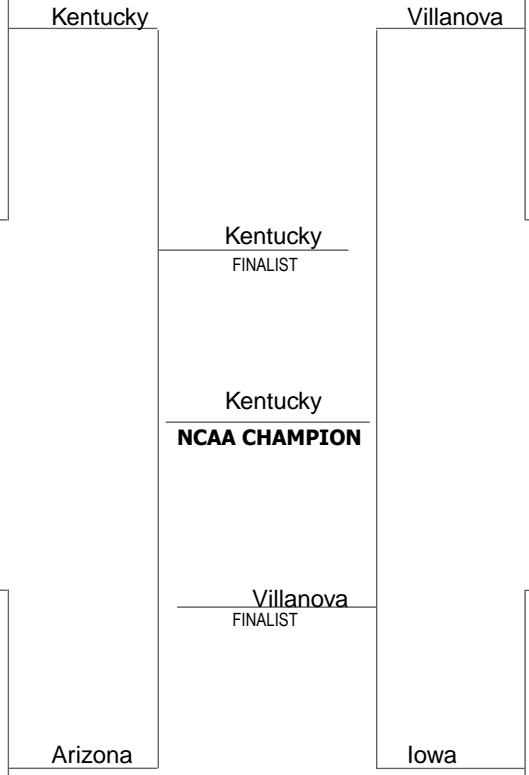 Kentucky
Villanova
Kentucky
FINALIST
Kentucky
NCAA CHAMPION
Villanova
FINALIST
Arizona
Iowa